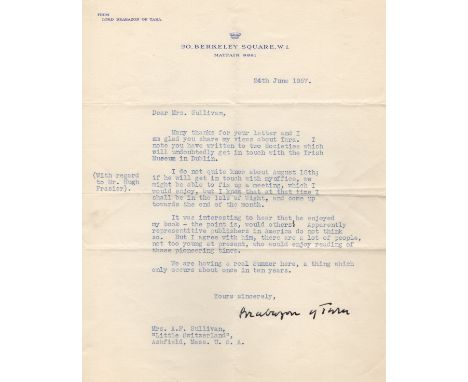 FROM
LORD BRABAZON OF TARA.
90, BERKELEY SQUARE, W.1.
MAYFAIR
24th June 1957.
Dear Mrs. Sullivan,
Many thanks for your letter and I
am glad you share my views about Tara. I
note you have written to two Societies which
will undoubtedly get in touch with the Irish
Museum in Dublin.
(With regard
to Mr. Hugh
Frazier).
I do not quite know about August 18th;
if he will get in touch with my office, we
might be able to fix up a meeting, which I
would enjoy, but I know that at that time I
shall be in the Isle of Wight, and come up
towards the end of the month.
It was interesting to hear that he enjoyed
my book - the point is, would others? Apparently
representitive publishers in America do not think
so. But I agree with him, there are a lot of people,
not too young at present, who would enjoy reading of
those pioneering times.
We are having a real Summer here, a thing which
only occurs about once in ten years.
Yours sincerely,
Brabazon of Tara
Mrs. A.F. Sullivan,
"Little Switzerland",
Ashfield, Mass. U. S. A.